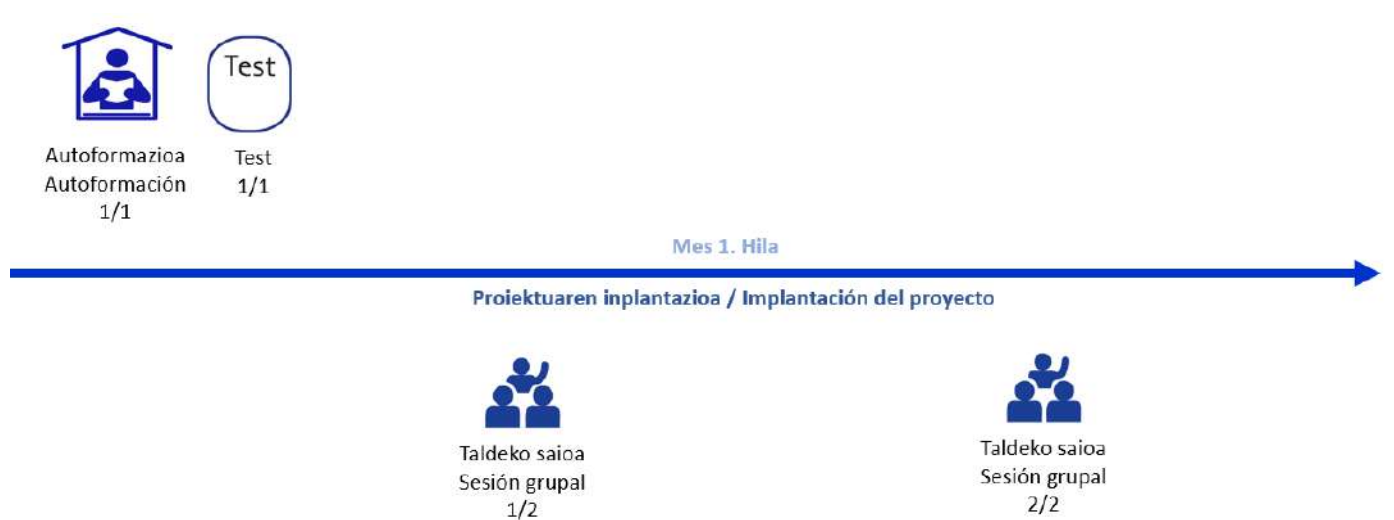 Test
Autoformazioa
Autoformación
1/1
Test
1/1
Mes 1. Hila
Proiektuaren inplantazioa / Implantación del proyecto
Taldeko saioa
Sesión grupal
1/2
Taldeko saioa
Sesión grupal
2/2